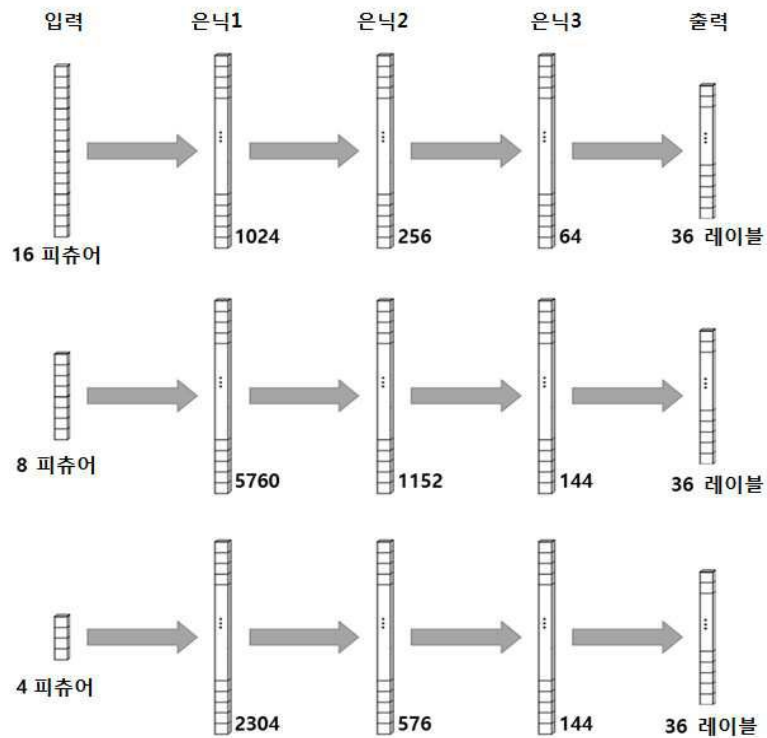 입력 은닉1 은닉2 은닉3 출력
1024 256 64 36 레이블
16 피츄어
8 피츄어
5760 1152 144 36 레이블
4 피츄어
2304 576 144 36 레이블